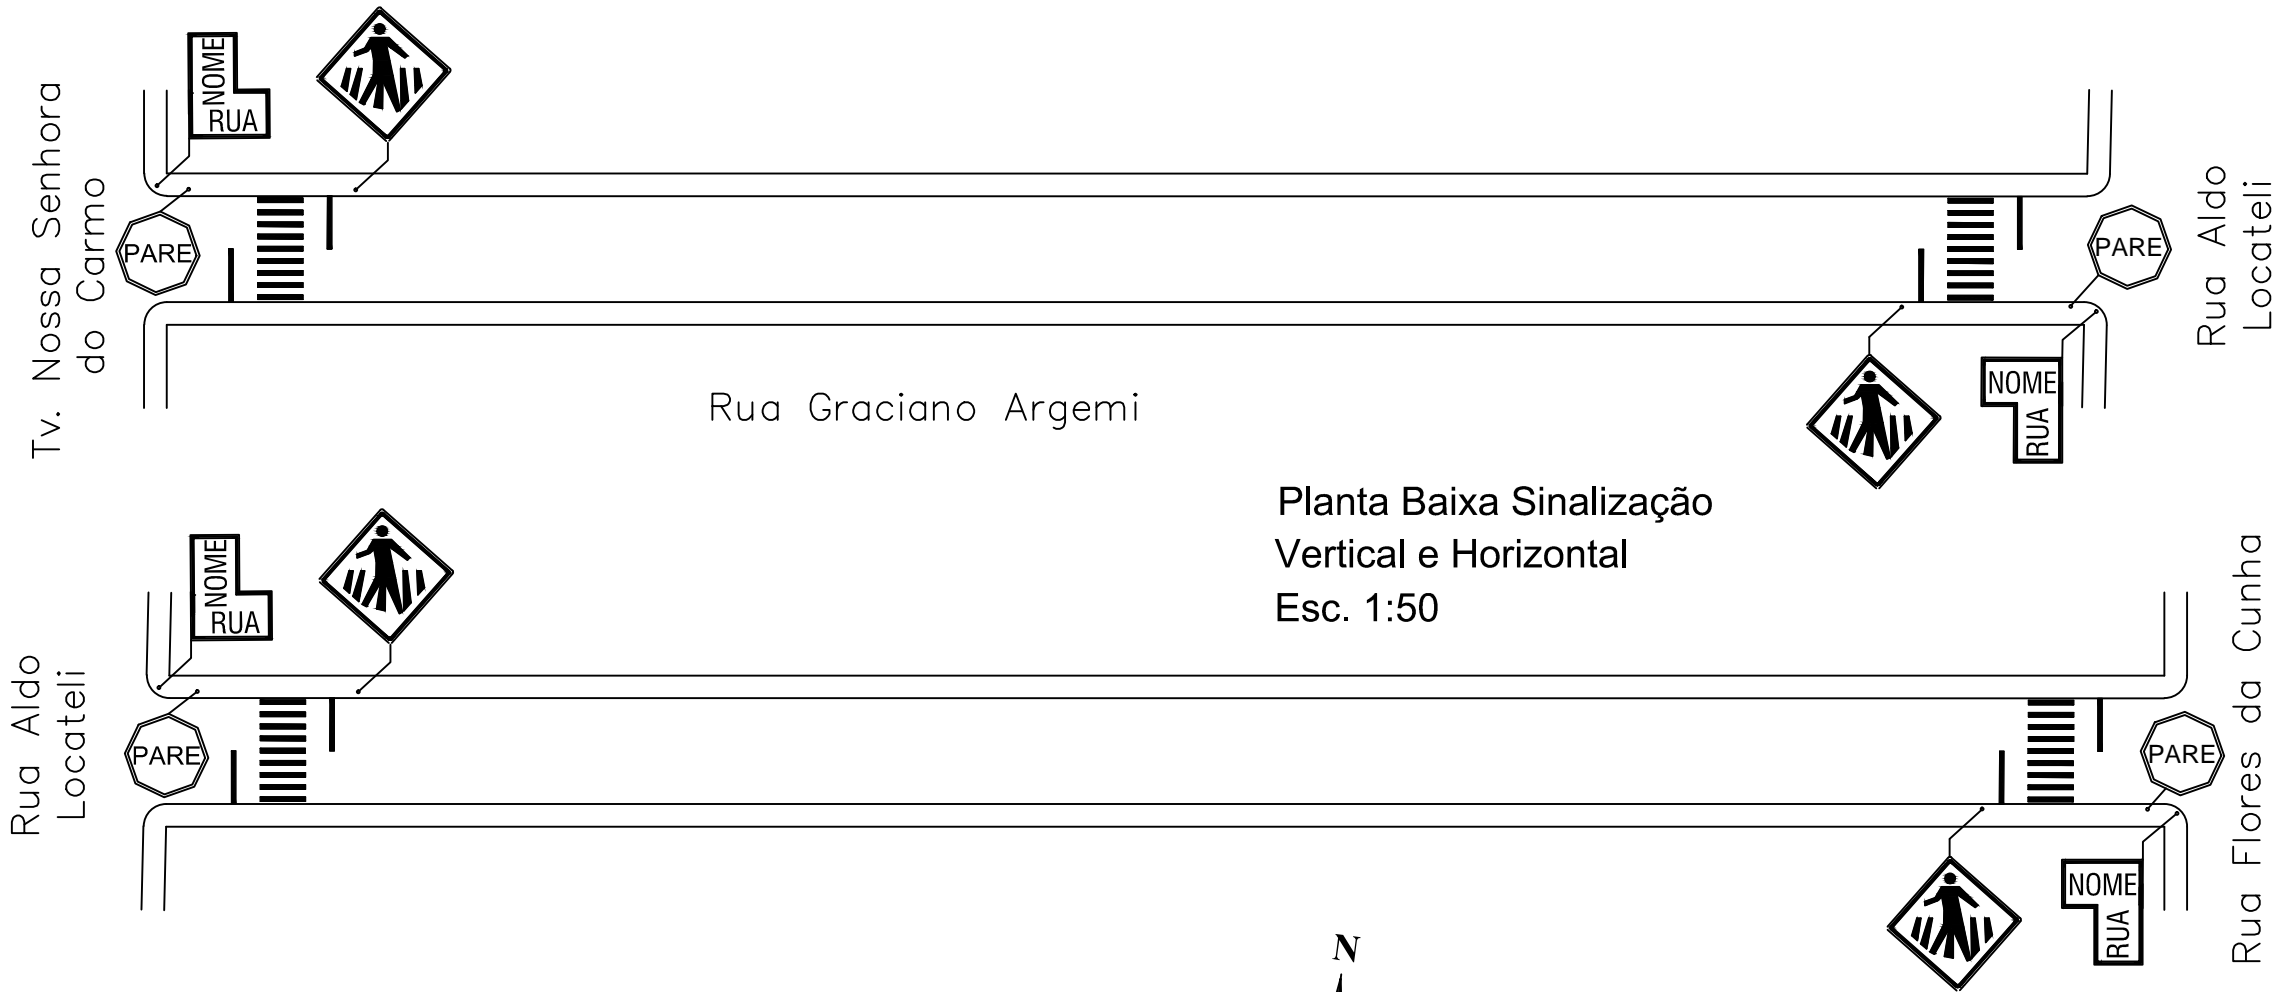 NOME
RUA
Tv. Nossa Senhora
do Carmo
PARE
PARE
Rua Aldo
Locateli
NOME
RUA
Rua Graciano Argemi
Planta Baixa Sinalização
Vertical e Horizontal
Esc. 1:50
NOME
RUA
Rua Aldo
Locateli
PARE
PARE
Rua Flores da Cunha
NOME
RUA
N